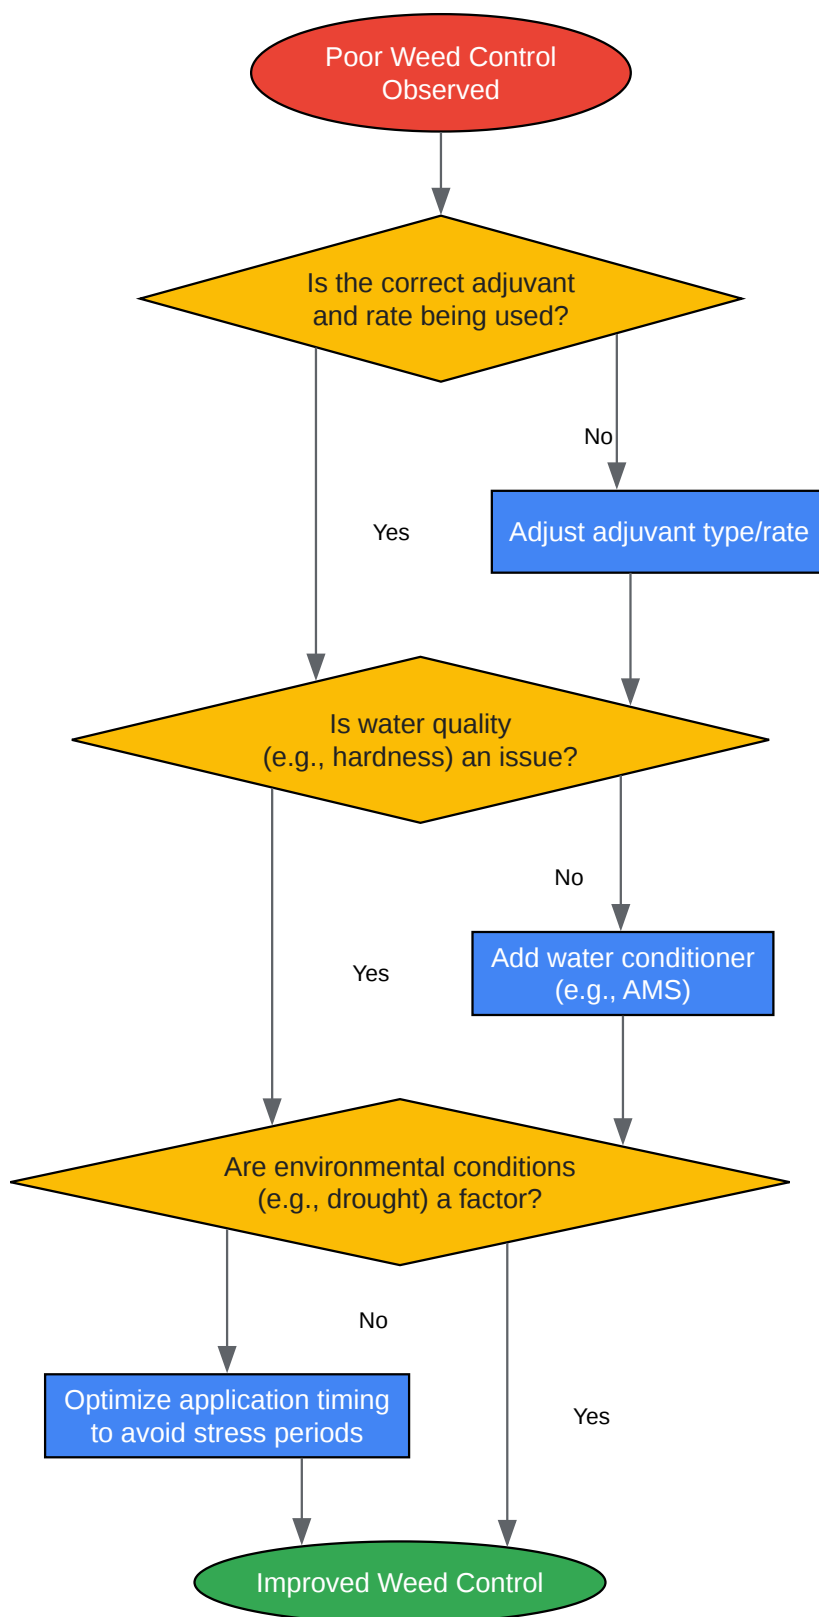 Poor Weed Control
Observed
Is the correct adjuvant
and rate being used?
No
Yes
Adjust adjuvant type/rate
Is water quality
(e.g., hardness) an issue?
No
Yes
Add water conditioner
(e.g., AMS)
Are environmental conditions
(e.g., drought) a factor?
No
Optimize application timing
to avoid stress periods
Yes
Improved Weed Control